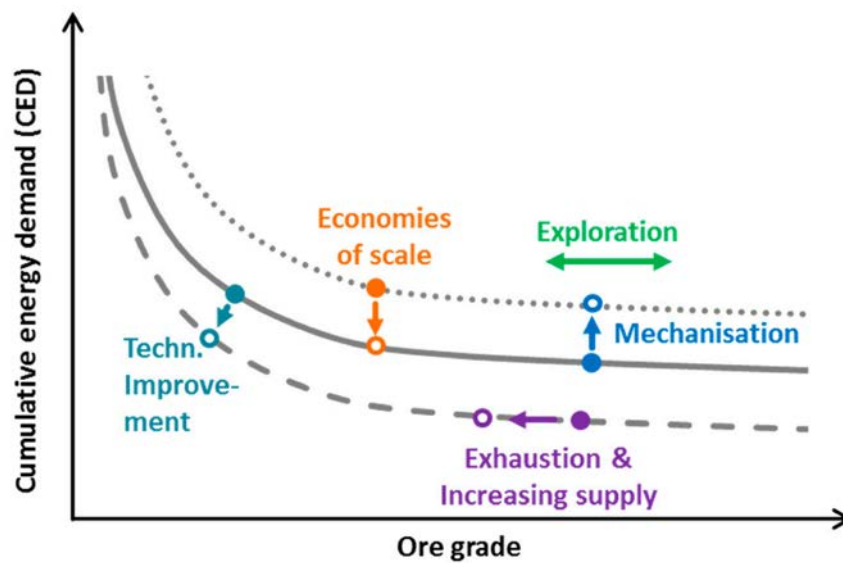 Cumulative energy demand (CED)
Economies
of scale
Exploration
Mechanisation
Techn.
Improve-
ment
Exhaustion &
Increasing supply
Ore grade